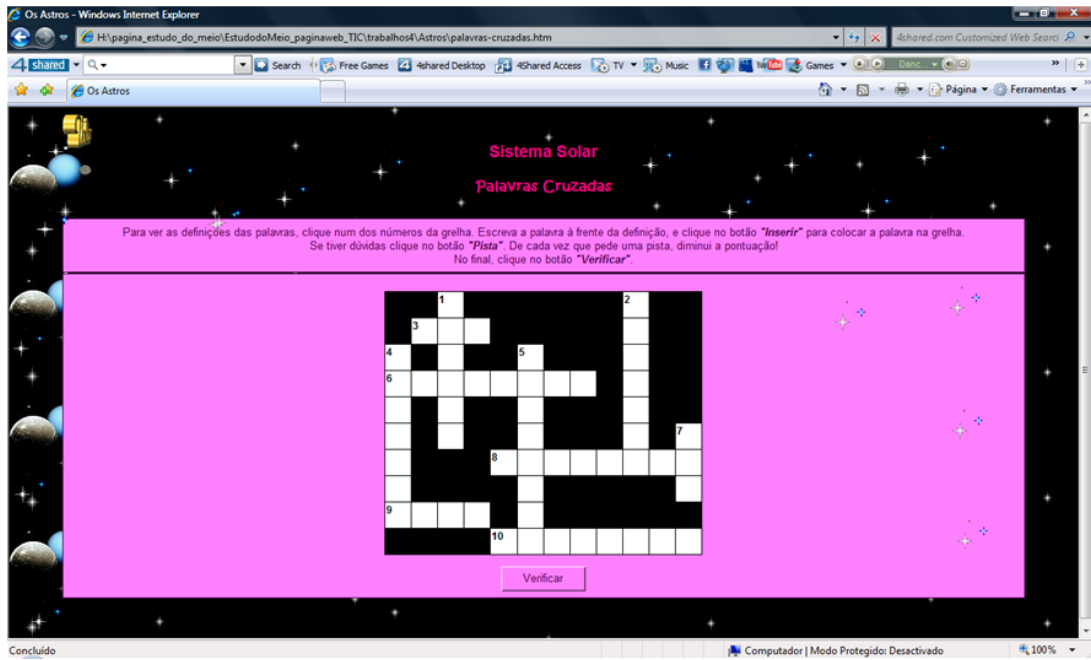 Os Astros - Windows Internet Explorer
H:\pagina_estudo_do_meio\EstudodoMeio_paginaweb_TIC\trabalhos4\Astros\palavras-cruzadas.htm
4shared.com Customized Web Searc
4 shared
Search
Free Games
4shared Desktop
4Shared Access
TV
Music
YouTube
Games
Danc...
Os Astros
Página
Ferramentas
Sistema Solar
Palavras Cruzadas
Para ver as definições das palavras, clique num dos números da grelha. Escreva a palavra à frente da definição, e clique no botão "Inserir" para colocar a palavra na grelha.
Se tiver dúvidas clique no botão "Pista". De cada vez que pede uma pista, diminui a pontuação!
No final, clique no botão "Verificar".
1 2
3
4 5
6
7
8
9
10
Verificar
Concluído
Computador | Modo Protegido: Desactivado
100%